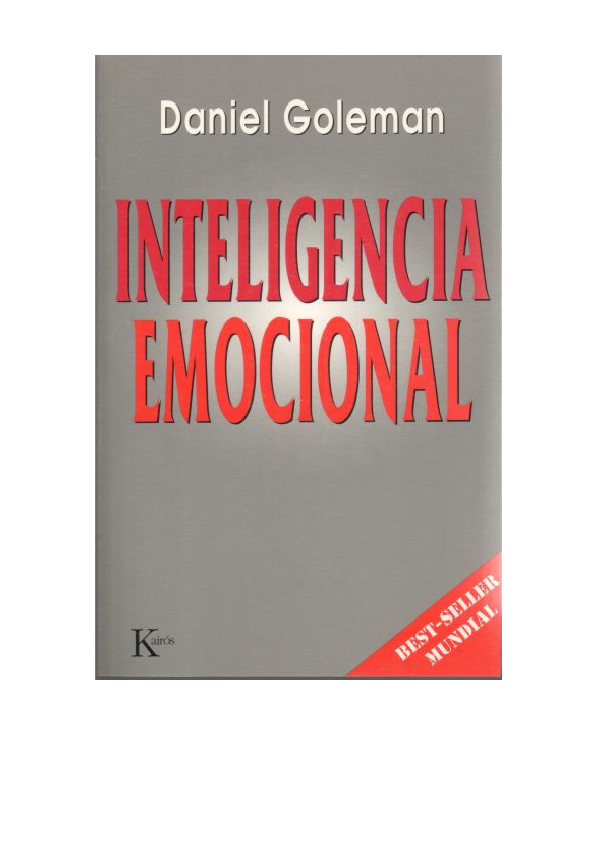 Daniel Goleman
INTELIGENCIA
EMOCIONAL
BEST-SELLER
MUNDIAL
Kairós